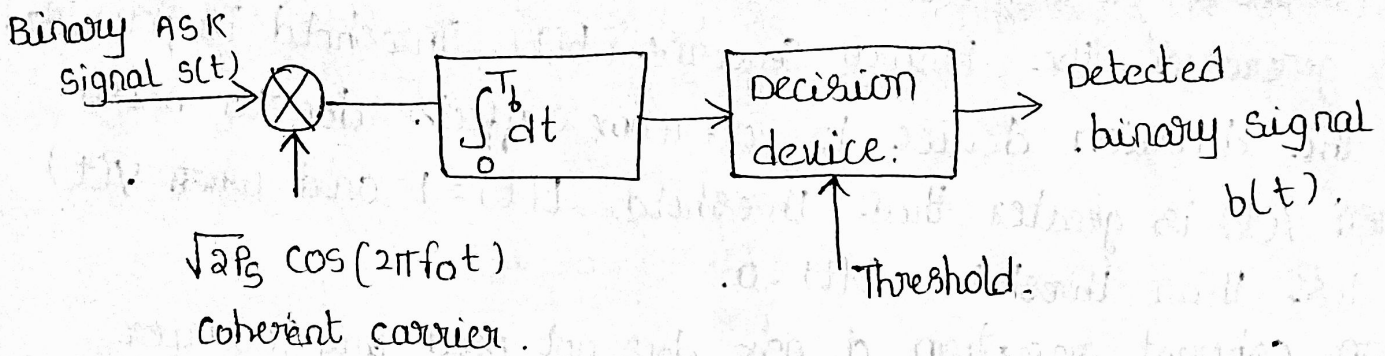 Binary ASK
Signal s(t)
∫₀^Tb dt
Decision
device.
Detected
binary signal
b(t).
√2Ps cos(2πf₀t)
Coherent carrier.
Threshold.